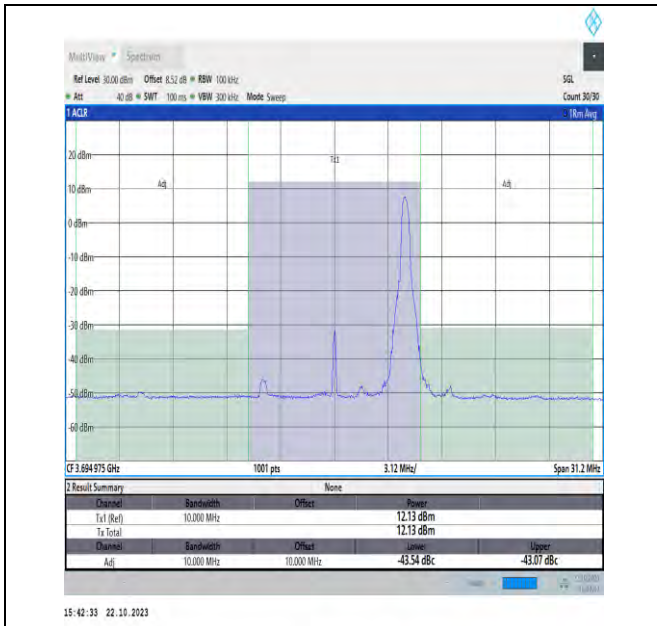 MultiView Spectrum
Ref Level 30.00 dBm Offset 8.52 dB RBW 100 kHz SGL
Att 40 dB SWT 100 ms VBW 300 kHz Mode Sweep Count 30/30
1 ACLR 1Rm Avg
Tx1
20 dBm
Adj Adj
10 dBm
0 dBm
-10 dBm
-20 dBm
-30 dBm
-40 dBm
-50 dBm
-60 dBm
CF 3.694 975 GHz 1001 pts 3.12 MHz/ Span 31.2 MHz
2 Result Summary None
Channel Bandwidth Offset Power
Tx1 (Ref) 10.000 MHz 12.13 dBm
Tx Total 12.13 dBm
Channel Bandwidth Offset Lower Upper
Adj 10.000 MHz 10.000 MHz -43.54 dBc -43.07 dBc
15:42:33 22.10.2023